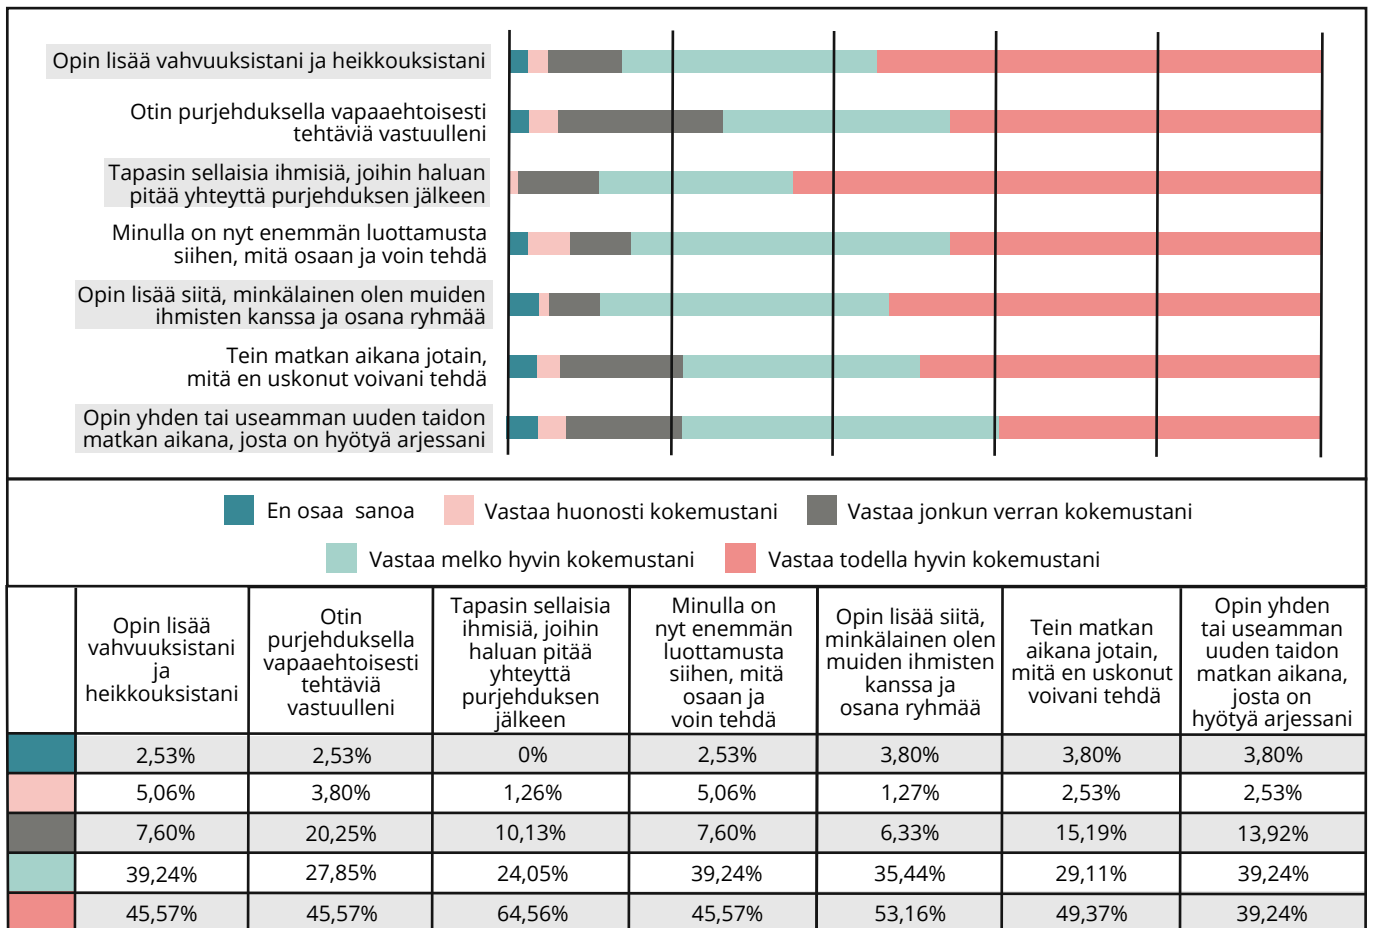 Opin lisää vahvuuksistani ja heikkouksistani
Otin purjehduksella vapaaehtoisesti
tehtäviä vastuulleni
Tapasin sellaisia ihmisiä, joihin haluan
pitää yhteyttä purjehduksen jälkeen
Minulla on nyt enemmän luottamusta
siihen, mitä osaan ja voin tehdä
Opin lisää siitä, minkälainen olen muiden
ihmisten kanssa ja osana ryhmää
Tein matkan aikana jotain,
mitä en uskonut voivani tehdä
Opin yhden tai useamman uuden taidon
matkan aikana, josta on hyötyä arjessani
En osaa sanoa
Vastaa huonosti kokemustani
Vastaa jonkun verran kokemustani
Vastaa melko hyvin kokemustani
Vastaa todella hyvin kokemustani
Opin lisää
vahvuuksistani
ja
heikkouksistani
Otin
purjehduksella
vapaaehtoisesti
tehtäviä
vastuulleni
Tapasin sellaisia
ihmisiä, joihin
haluan pitää
yhteyttä
purjehduksen
jälkeen
Minulla on
nyt enemmän
luottamusta
siihen, mitä
osaan ja
voin tehdä
Opin lisää siitä,
minkälainen olen
muiden ihmisten
kanssa ja
osana ryhmää
Tein matkan
aikana jotain,
mitä en uskonut
voivani tehdä
Opin yhden
tai useamman
uuden taidon
matkan aikana,
josta on
hyötyä arjessani
2,53% 2,53% 0% 2,53% 3,80% 3,80% 3,80%
5,06% 3,80% 1,26% 5,06% 1,27% 2,53% 2,53%
7,60% 20,25% 10,13% 7,60% 6,33% 15,19% 13,92%
39,24% 27,85% 24,05% 39,24% 35,44% 29,11% 39,24%
45,57% 45,57% 64,56% 45,57% 53,16% 49,37% 39,24%